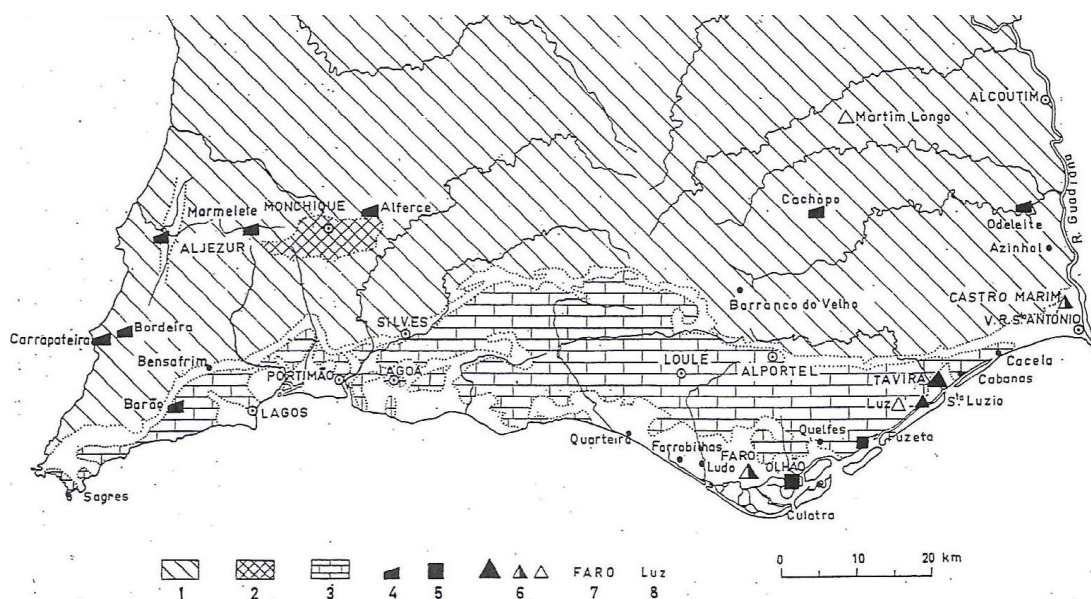 ALCOUTIM
Martim Longo
R. Guadiana
MONCHIQUE
Alferce
Marmelete
Cachopo
Odeleite
ALJEZUR
Azinhal
Barranco do Velho
CASTRO MARIM
V.R.Sto ANTÓNIO
Bordeira
Carrapateira
SILVES
Bensafrim
LOULÉ
ALPORTEL
Cacela
PORTIMÃO
LAGOA
TAVIRA
Cabanas
Barão
LAGOS
Luz
Sta Luzia
Quarteira
Quelfes
Fuzeta
Farrobilhas
FARO
OLHÃO
Ludo
Sagres
Culatra
0 10 20 km
FARO Luz
1 2 3 4 5 6 7 8